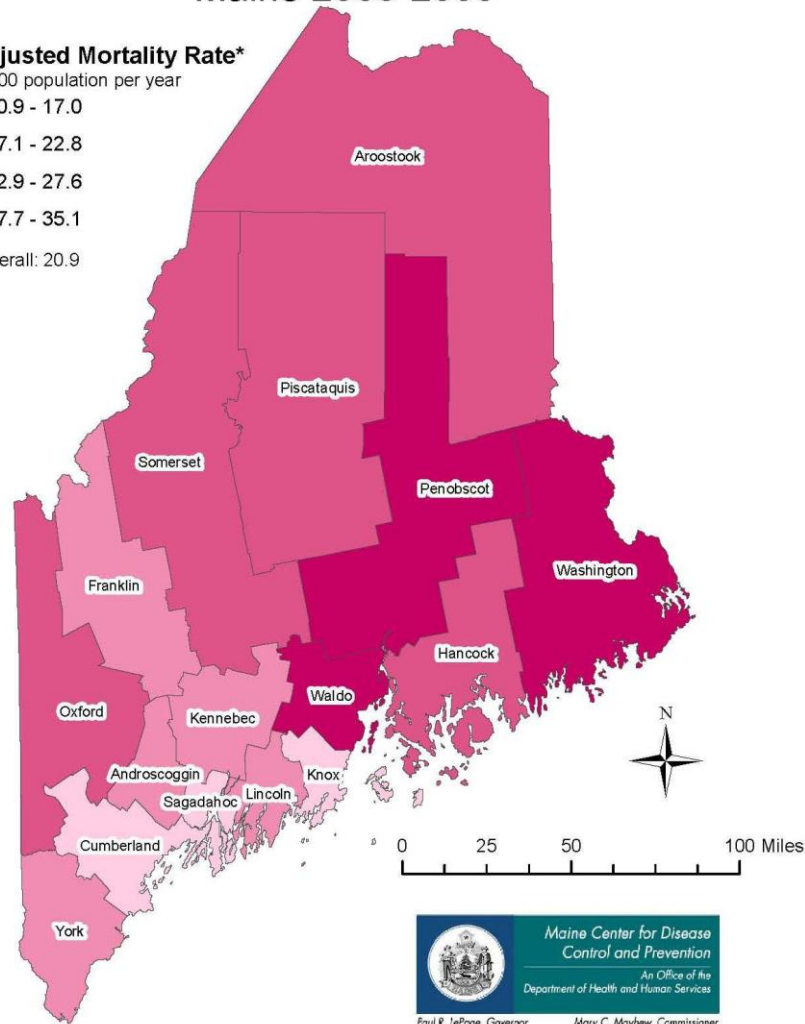 justed Mortality Rate*
00 population per year
0.9 - 17.0
7.1 - 22.8
2.9 - 27.6
7.7 - 35.1
erall: 20.9
Aroostook
Piscataquis
Somerset
Penobscot
Washington
Franklin
Hancock
Waldo
Oxford
Kennebec
Androscoggin
Knox
Lincoln
Sagadahoc
Cumberland
York
N
0 25 50 100 Miles
Maine Center for Disease
Control and Prevention
An Office of the
Department of Health and Human Services
Paul R. LePage, Governor Mary C. Mayhew, Commissioner